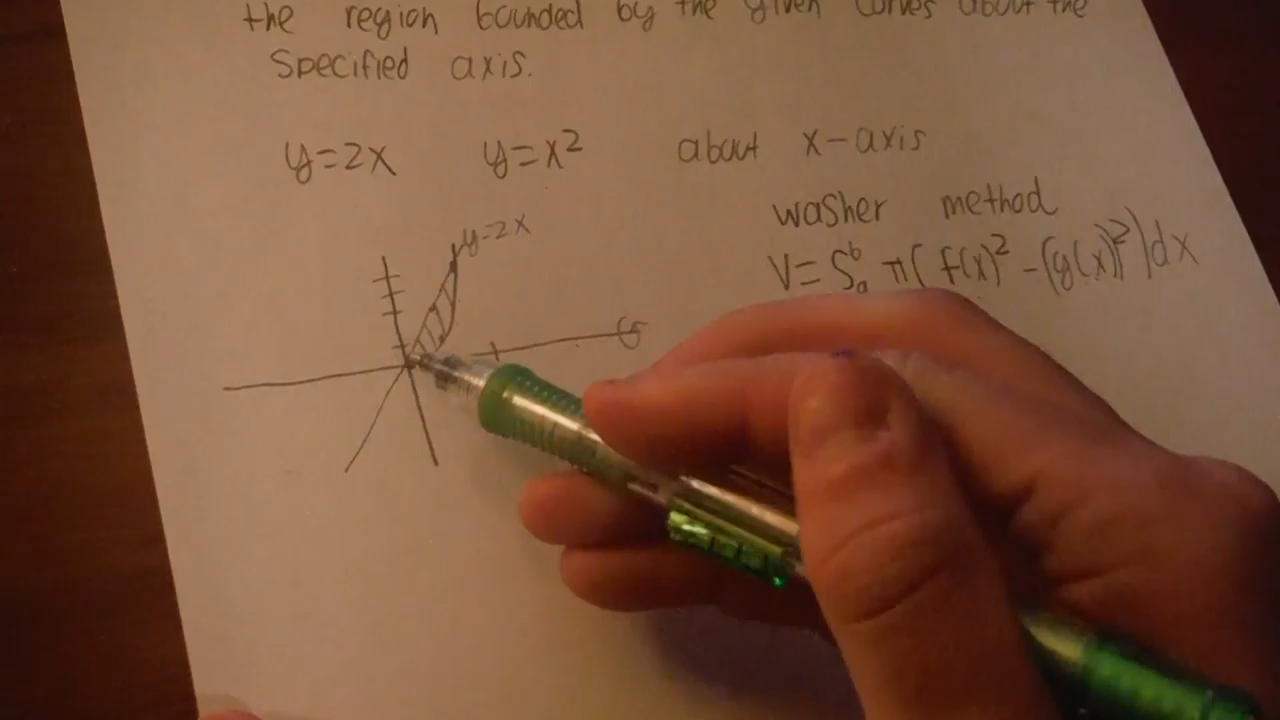 the region bounded by the given curves about the
specified axis.
y=2x y=x² about x-axis
washer method
y=2x
V=∫ₐᵇ π(f(x)²-(g(x))²)dx